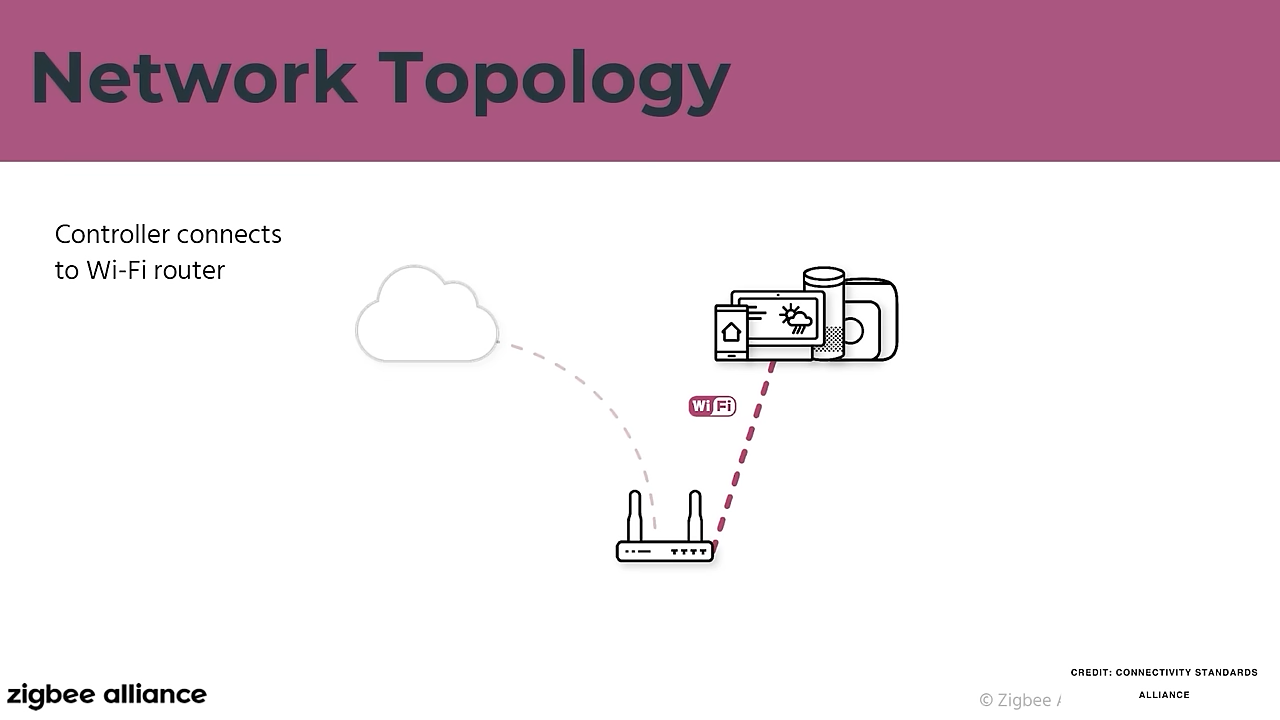 Network Topology
Controller connects
to Wi-Fi router
Wi Fi
zigbee alliance
© Zigbee A
CREDIT: CONNECTIVITY STANDARDS
ALLIANCE